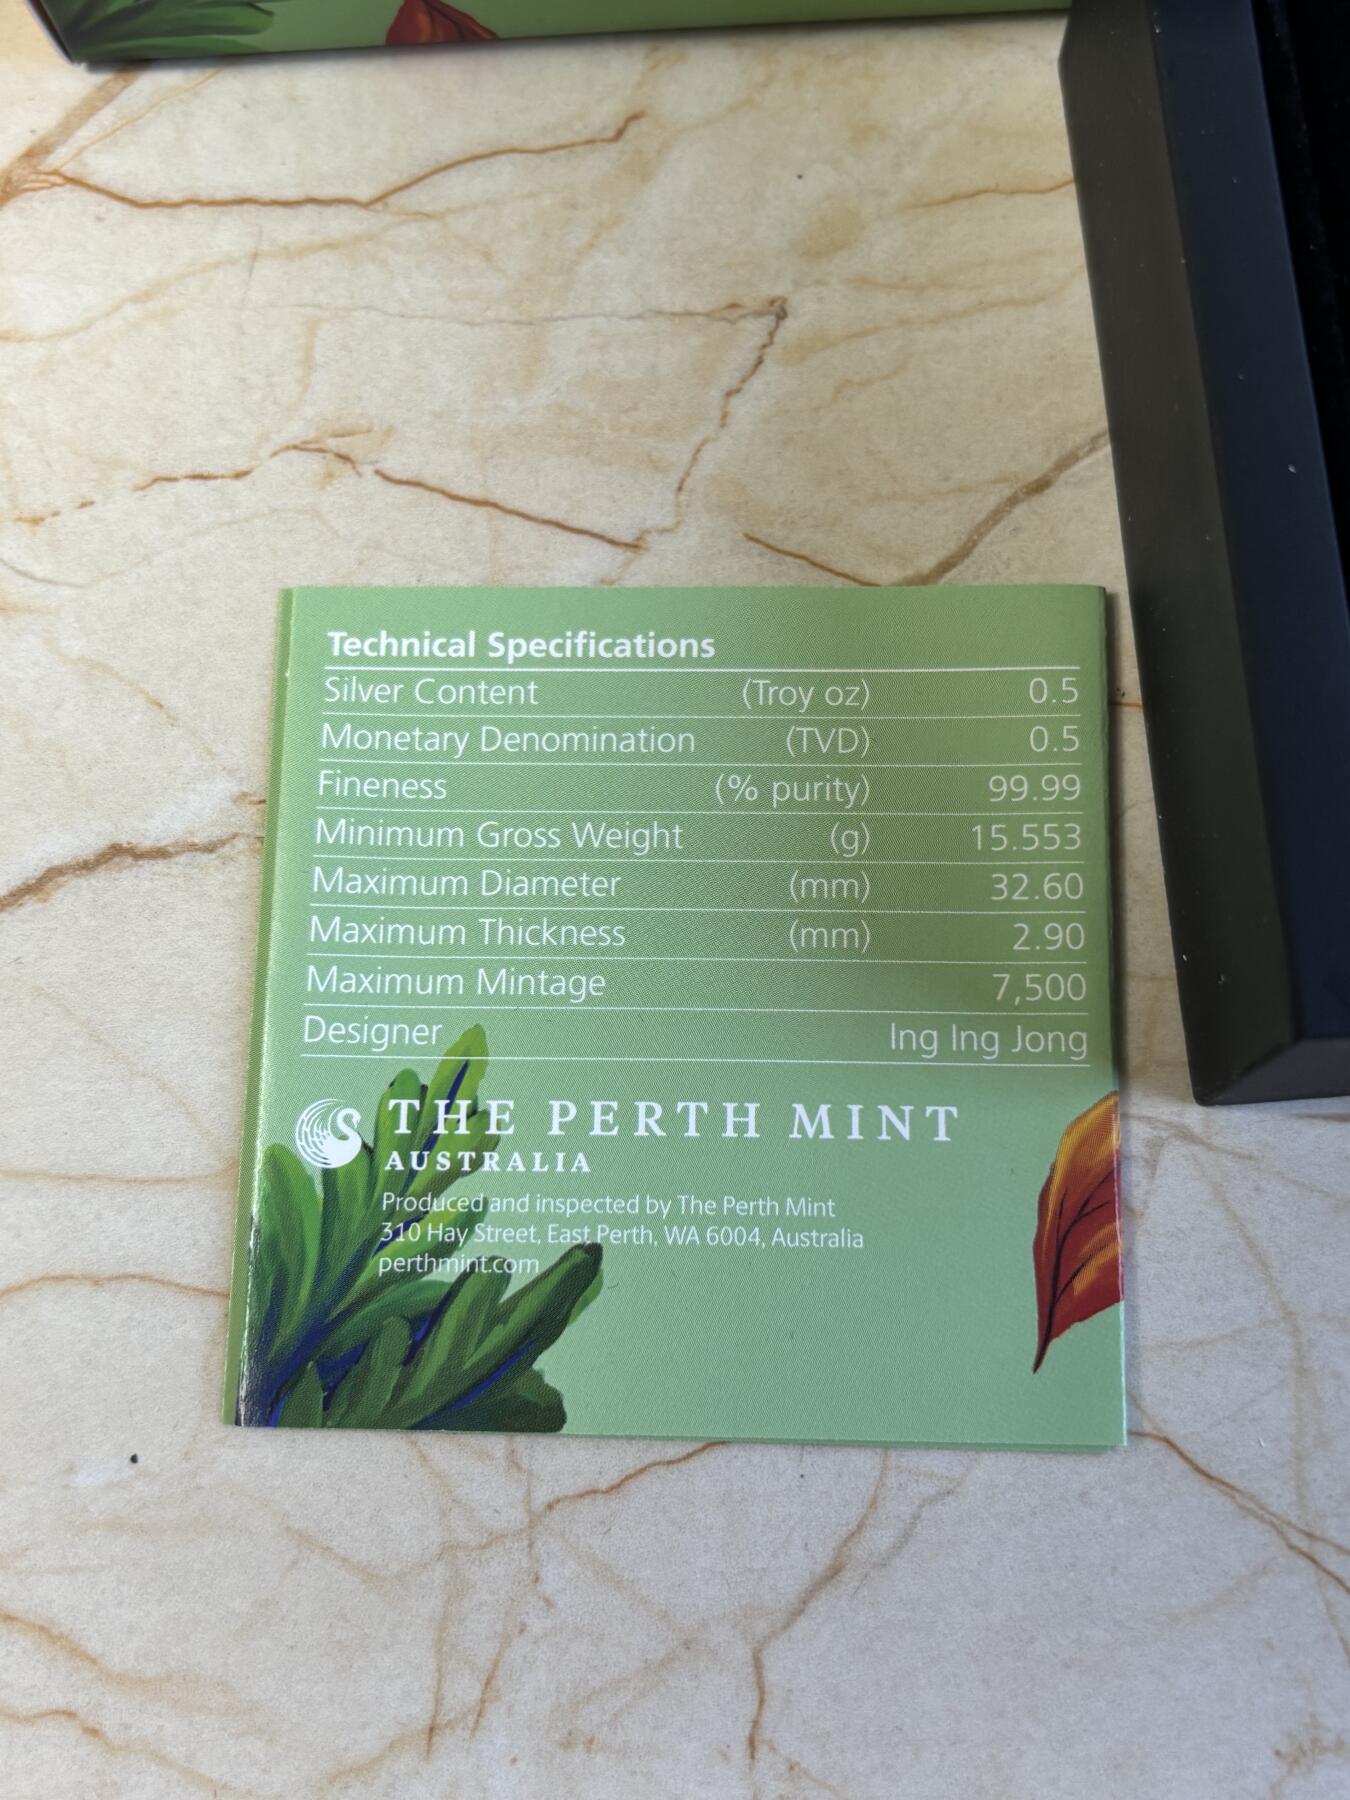 Technical Specifications
Silver Content (Troy oz) 0.5
Monetary Denomination (TVD) 0.5
Fineness (% purity) 99.99
Minimum Gross Weight (g) 15.553
Maximum Diameter (mm) 32.60
Maximum Thickness (mm) 2.90
Maximum Mintage 7,500
Designer Ing Ing Jong
THE PERTH MINT
AUSTRALIA
Produced and inspected by The Perth Mint
310 Hay Street, East Perth, WA 6004, Australia
perthmint.com